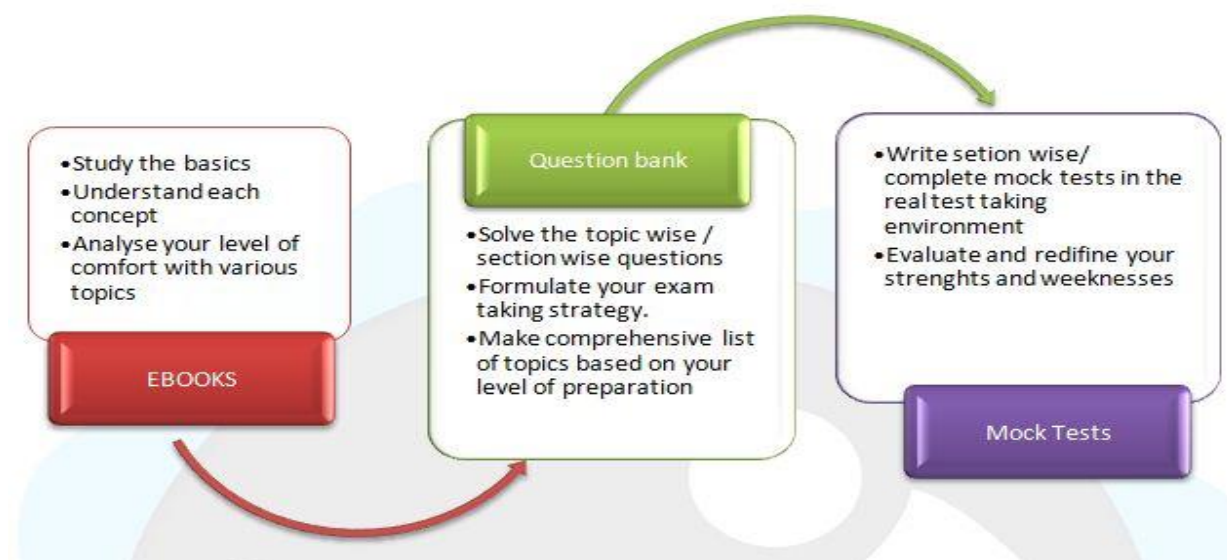 •Study the basics
•Understand each
concept
•Analyse your level of
comfort with various
topics
EBOOKS
Question bank
•Solve the topic wise /
section wise questions
•Formulate your exam
taking strategy.
•Make comprehensive list
of topics based on your
level of preparation
•Write setion wise/
complete mock tests in the
real test taking
environment
•Evaluate and redifine your
strenghts and weeknesses
Mock Tests